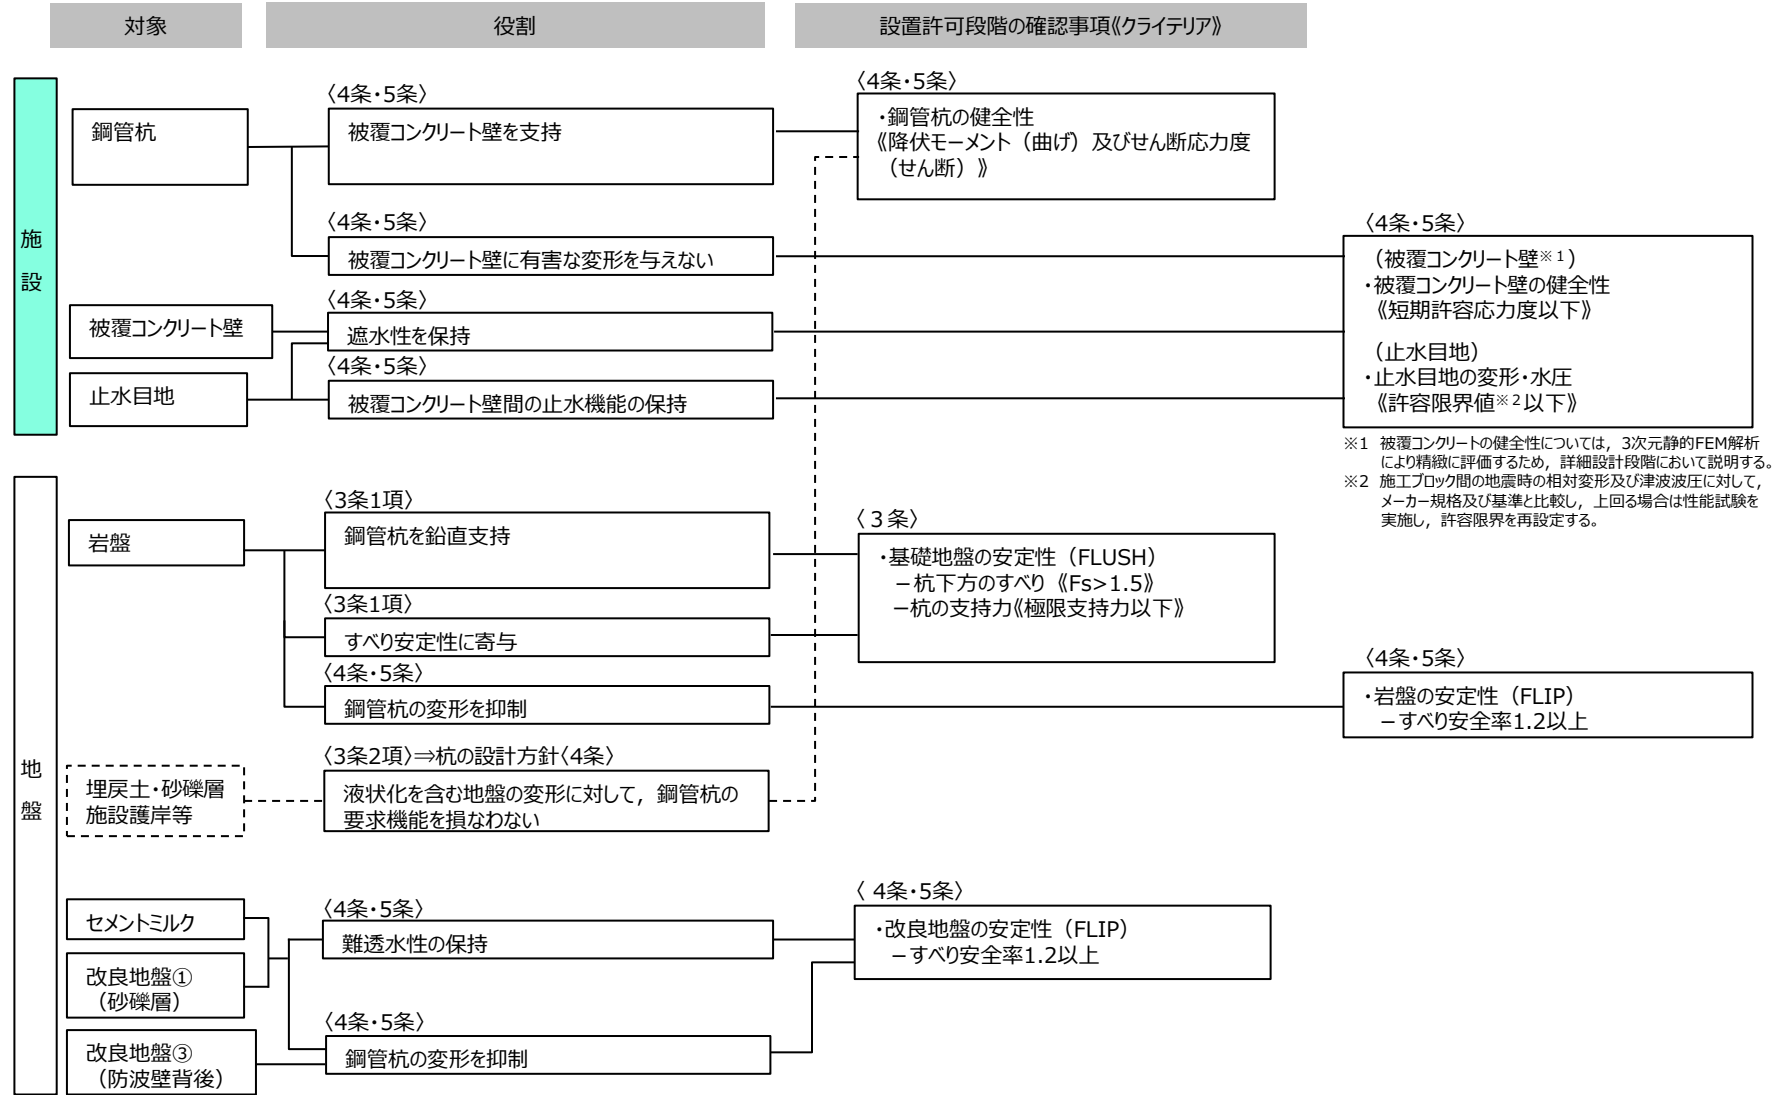 対象
役割
設置許可段階の確認事項《クライテリア》
施設
鋼管杭
〈4条・5条〉
被覆コンクリート壁を支持
〈4条・5条〉
・鋼管杭の健全性
《降伏モーメント（曲げ）及びせん断応力度
（せん断）》
〈4条・5条〉
被覆コンクリート壁に有害な変形を与えない
被覆コンクリート壁
〈4条・5条〉
遮水性を保持
止水目地
〈4条・5条〉
被覆コンクリート壁間の止水機能の保持
〈4条・5条〉
（被覆コンクリート壁※1）
・被覆コンクリート壁の健全性
《短期許容応力度以下》
（止水目地）
・止水目地の変形・水圧
《許容限界値※2以下》
※1 被覆コンクリートの健全性については，3次元静的FEM解析
により精緻に評価するため，詳細設計段階において説明する。
※2 施工ブロック間の地震時の相対変形及び津波波圧に対して，
メーカー規格及び基準と比較し，上回る場合は性能試験を
実施し，許容限界を再設定する。
地盤
岩盤
〈3条1項〉
鋼管杭を鉛直支持
〈3条1項〉
すべり安定性に寄与
〈3条〉
・基礎地盤の安定性（FLUSH）
－杭下方のすべり《Fs>1.5》
－杭の支持力《極限支持力以下》
〈4条・5条〉
鋼管杭の変形を抑制
〈4条・5条〉
・岩盤の安定性（FLIP）
－すべり安全率1.2以上
埋戻土・砂礫層
施設護岸等
〈3条2項〉⇒杭の設計方針〈4条〉
液状化を含む地盤の変形に対して，鋼管杭の
要求機能を損なわない
セメントミルク
改良地盤①
（砂礫層）
改良地盤③
（防波壁背後）
〈4条・5条〉
難透水性の保持
〈4条・5条〉
鋼管杭の変形を抑制
〈4条・5条〉
・改良地盤の安定性（FLIP）
－すべり安全率1.2以上